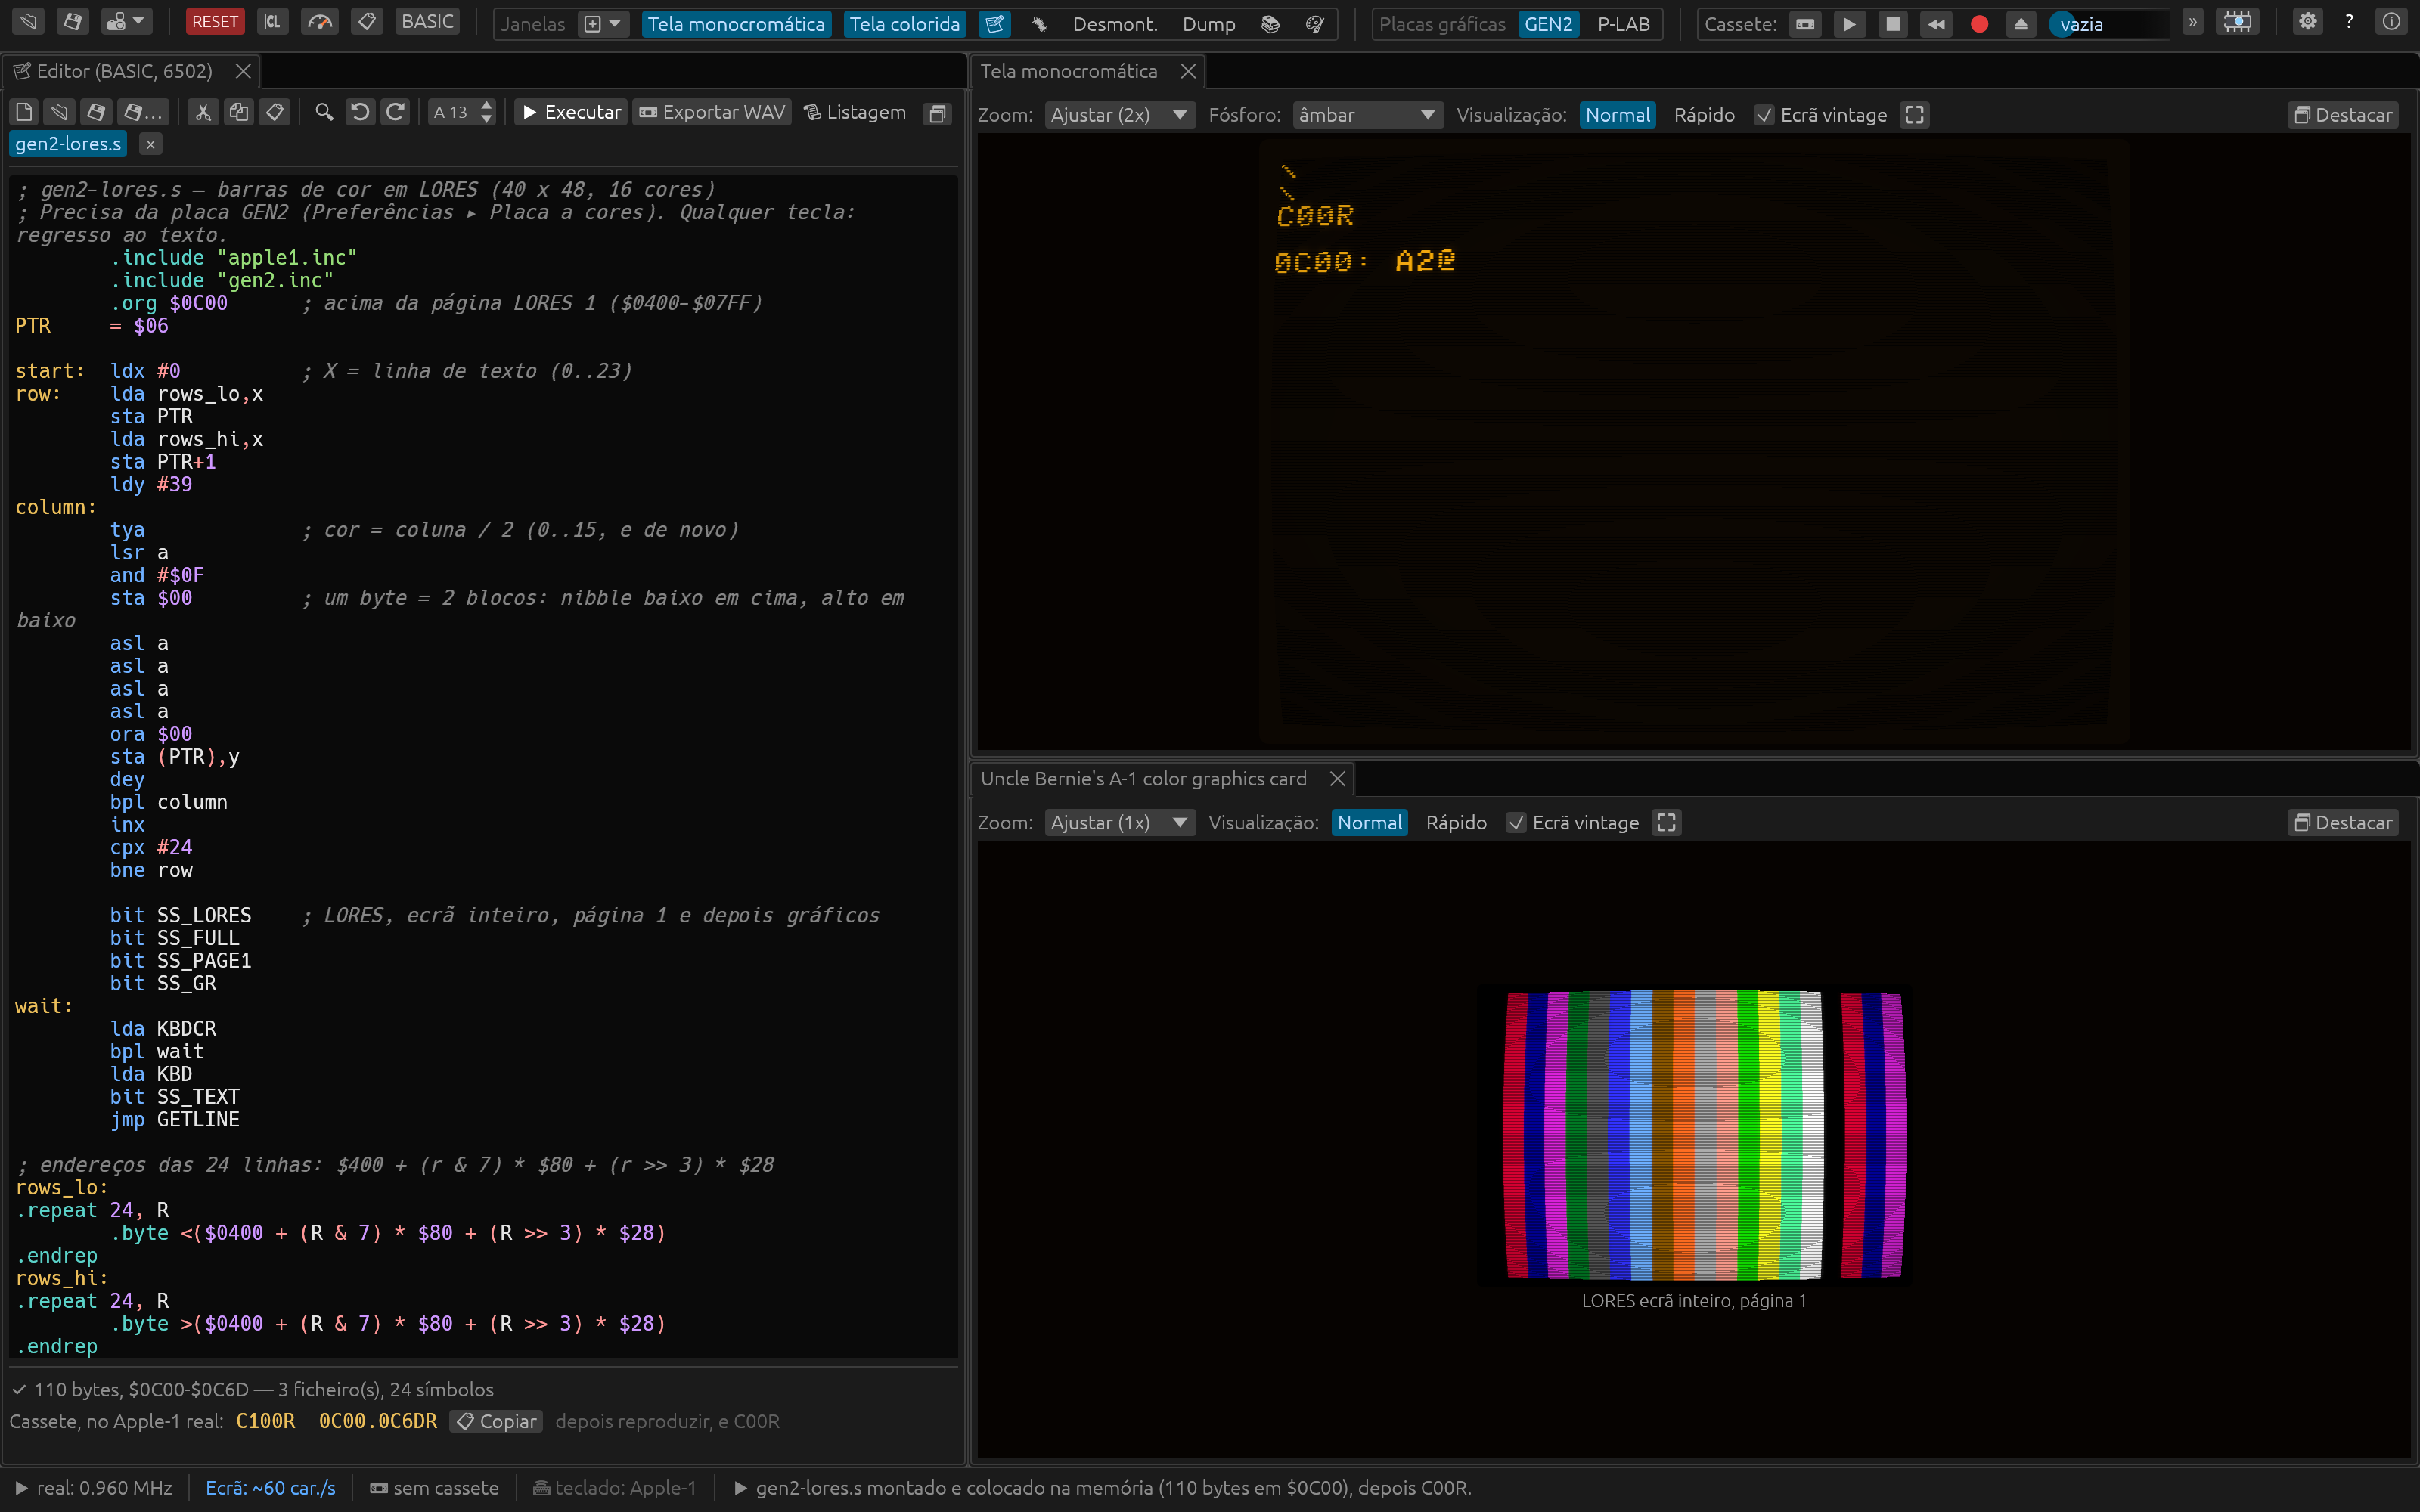 RESET CL BASIC Janelas Tela monocromática Tela colorida Desmont. Dump Placas gráficas GEN2 P-LAB Cassete: vazia » ?
Editor (BASIC, 6502)
A 13 Executar Exportar WAV Listagem
gen2-lores.s ×
; gen2-lores.s — barras de cor em LORES (40 x 48, 16 cores)
; Precisa da placa GEN2 (Preferências ▸ Placa a cores). Qualquer tecla:
regresso ao texto.
.include "apple1.inc"
.include "gen2.inc"
.org $0C00 ; acima da página LORES 1 ($0400-$07FF)
PTR = $06
start: ldx #0 ; X = linha de texto (0..23)
row: lda rows_lo,x
sta PTR
lda rows_hi,x
sta PTR+1
ldy #39
column:
tya ; cor = coluna / 2 (0..15, e de novo)
lsr a
and #$0F
sta $00 ; um byte = 2 blocos: nibble baixo em cima, alto em
baixo
asl a
asl a
asl a
asl a
ora $00
sta (PTR),y
dey
bpl column
inx
cpx #24
bne row
bit SS_LORES ; LORES, ecrã inteiro, página 1 e depois gráficos
bit SS_FULL
bit SS_PAGE1
bit SS_GR
wait:
lda KBDCR
bpl wait
lda KBD
bit SS_TEXT
jmp GETLINE
; endereços das 24 linhas: $400 + (r & 7) * $80 + (r >> 3) * $28
rows_lo:
.repeat 24, R
.byte <($0400 + (R & 7) * $80 + (R >> 3) * $28)
.endrep
rows_hi:
.repeat 24, R
.byte >($0400 + (R & 7) * $80 + (R >> 3) * $28)
.endrep
✓ 110 bytes, $0C00-$0C6D — 3 ficheiro(s), 24 símbolos
Cassete, no Apple-1 real: C100R 0C00.0C6DR Copiar depois reproduzir, e C00R
Tela monocromática
Zoom: Ajustar (2x) Fósforo: âmbar Visualização: Normal Rápido Ecrã vintage Destacar
\
\
C00R
0C00: A2@
Uncle Bernie's A-1 color graphics card
Zoom: Ajustar (1x) Visualização: Normal Rápido Ecrã vintage Destacar
LORES ecrã inteiro, página 1
real: 0.960 MHz Ecrã: ~60 car./s sem cassete teclado: Apple-1 gen2-lores.s montado e colocado na memória (110 bytes em $0C00), depois C00R.